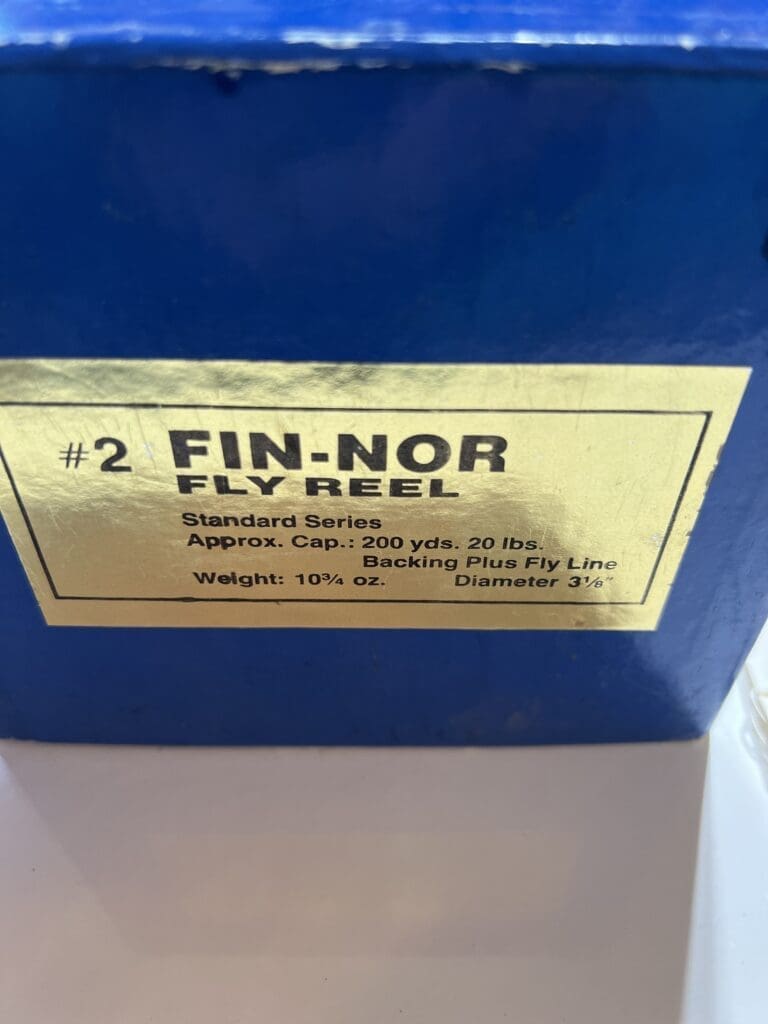 #2 FIN-NOR
FLY REEL
Standard Series
Approx. Cap.: 200 yds. 20 lbs.
Backing Plus Fly Line
Weight: 10¾ oz. Diameter 3⅛"